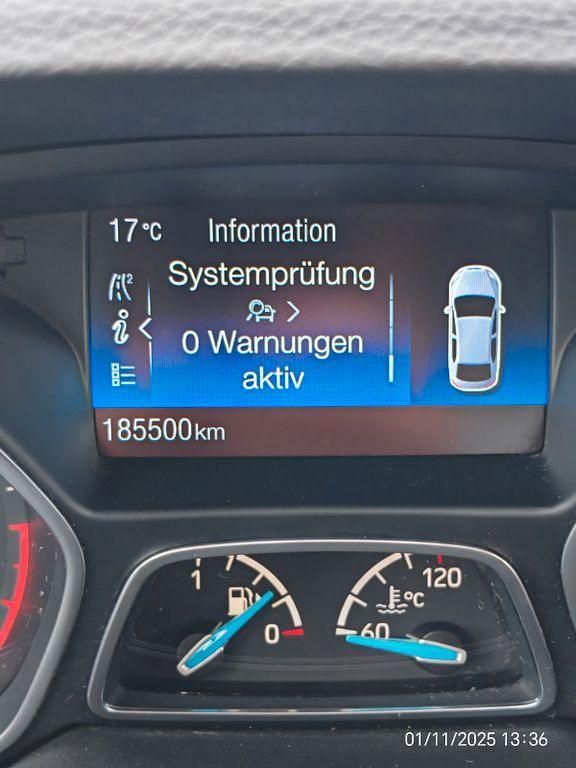 17°C Information
Systemprüfung
0 Warnungen
aktiv
185500km
1 0
60 °C 120
01/11/2025 13:36